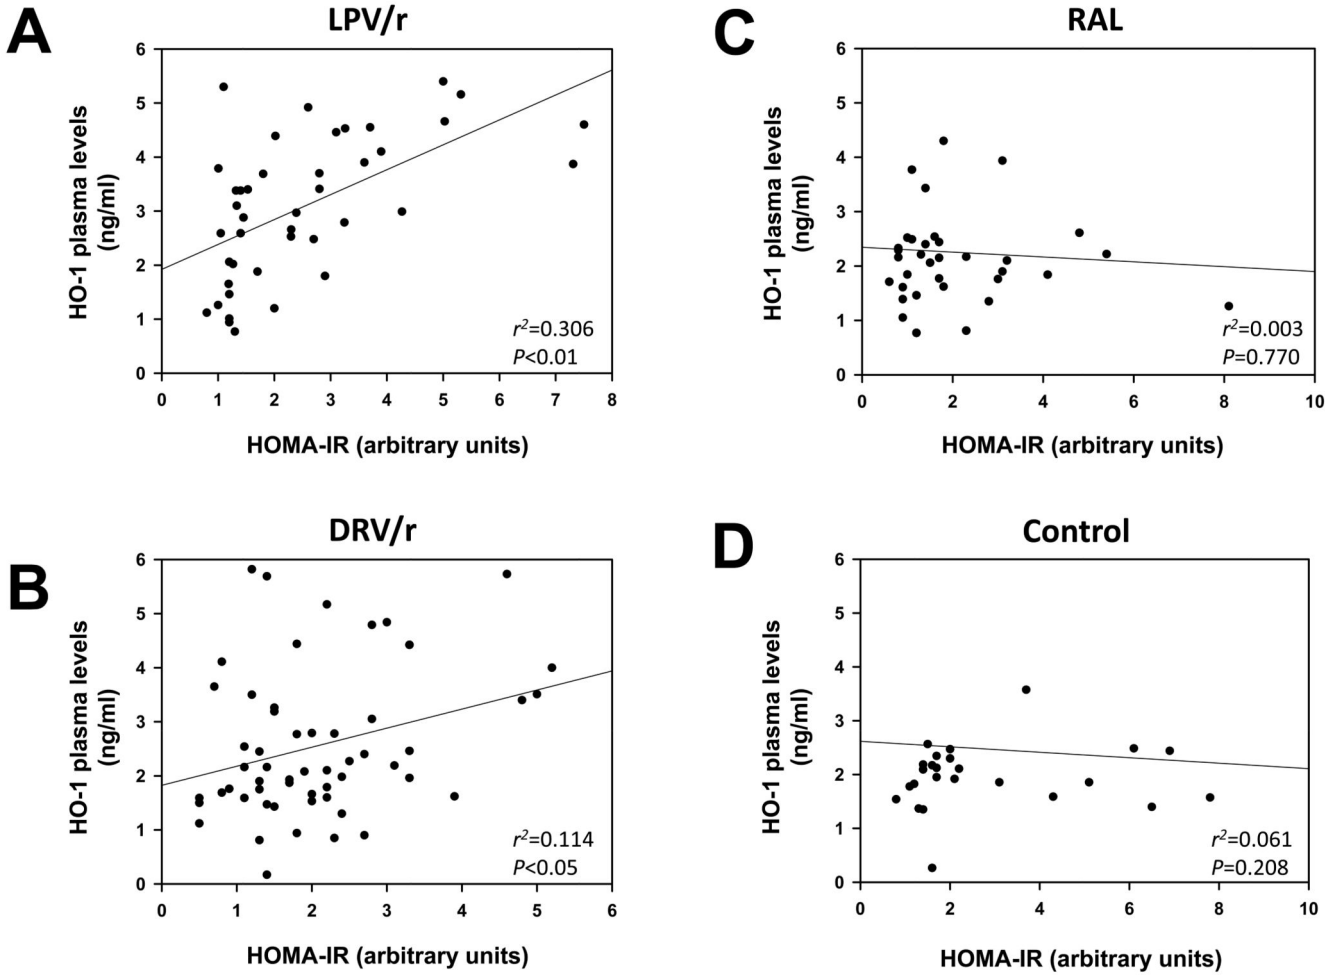 A
LPV/r
6
5
4
3
2
1
0
HO-1 plasma levels
(ng/ml)
r²=0.306
P<0.01
0 1 2 3 4 5 6 7 8
HOMA-IR (arbitrary units)
B
DRV/r
6
5
4
3
2
1
0
HO-1 plasma levels
(ng/ml)
r²=0.114
P<0.05
0 1 2 3 4 5 6
HOMA-IR (arbitrary units)
C
RAL
6
5
4
3
2
1
0
HO-1 plasma levels
(ng/ml)
r²=0.003
P=0.770
0 2 4 6 8 10
HOMA-IR (arbitrary units)
D
Control
6
5
4
3
2
1
0
HO-1 plasma levels
(ng/ml)
r²=0.061
P=0.208
0 2 4 6 8 10
HOMA-IR (arbitrary units)